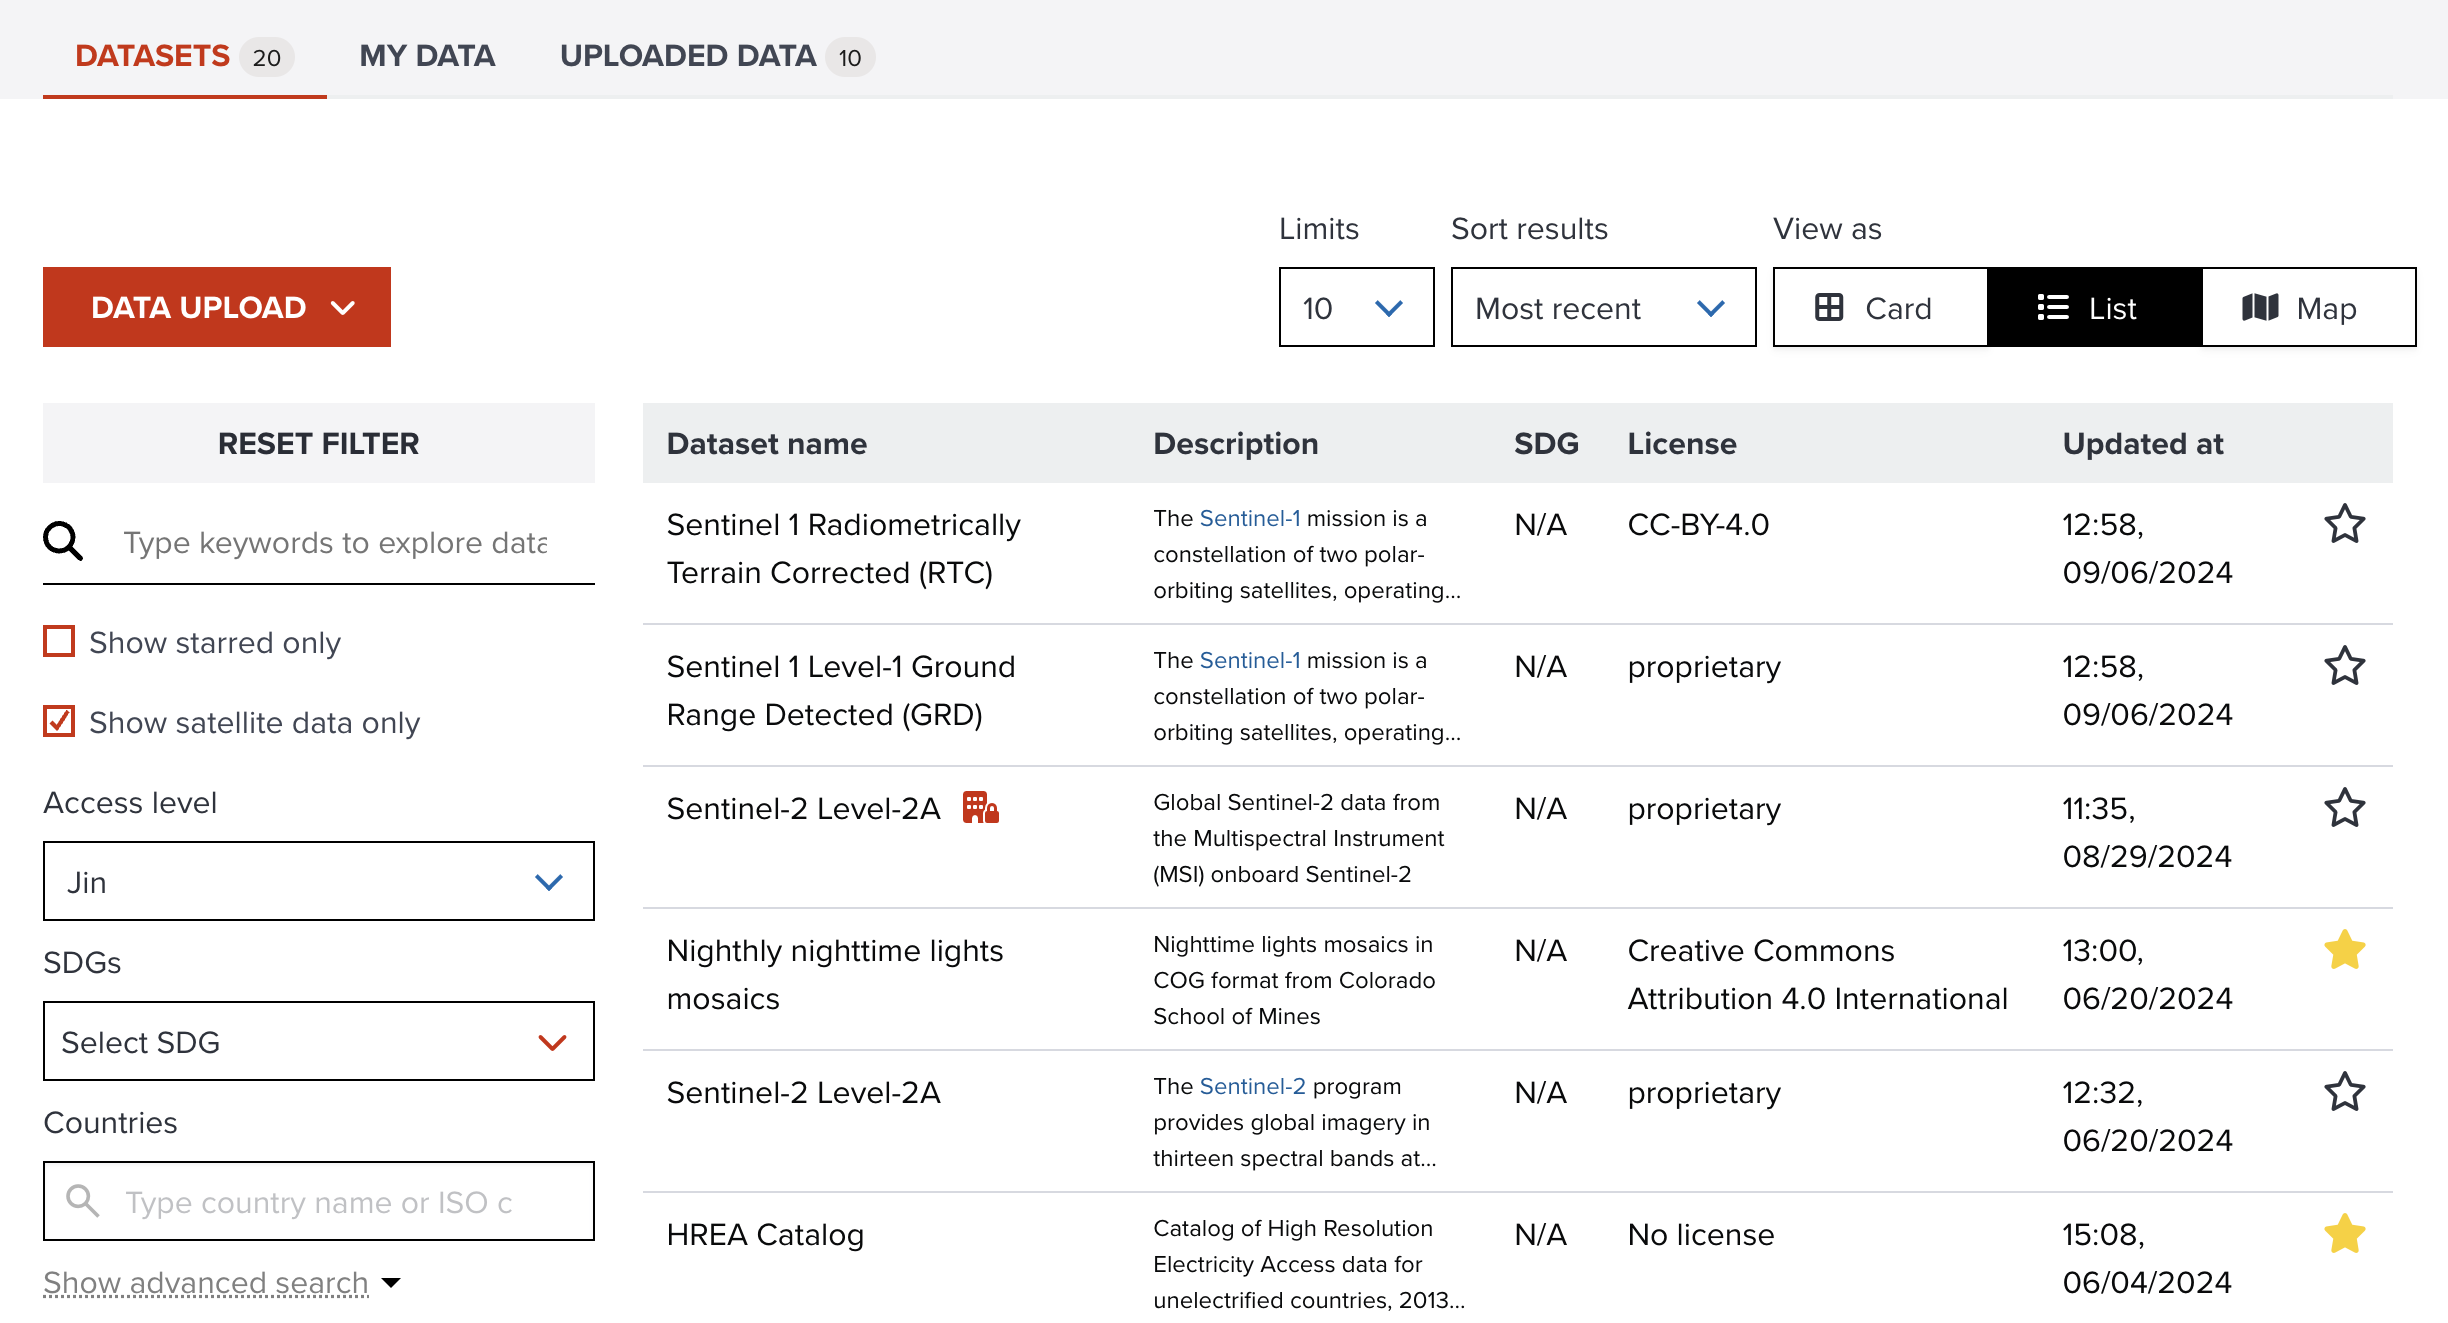 DATASETS 20 MY DATA UPLOADED DATA 10
Limits Sort results View as
DATA UPLOAD 10 Most recent Card List Map
RESET FILTER
Type keywords to explore data
Show starred only
Show satellite data only
Access level
Jin
SDGs
Select SDG
Countries
Type country name or ISO c
Show advanced search
Dataset name Description SDG License Updated at
Sentinel 1 Radiometrically
Terrain Corrected (RTC)
The Sentinel-1 mission is a
constellation of two polar-
orbiting satellites, operating...
N/A
CC-BY-4.0
12:58,
09/06/2024
Sentinel 1 Level-1 Ground
Range Detected (GRD)
The Sentinel-1 mission is a
constellation of two polar-
orbiting satellites, operating...
N/A
proprietary
12:58,
09/06/2024
Sentinel-2 Level-2A
Global Sentinel-2 data from
the Multispectral Instrument
(MSI) onboard Sentinel-2
N/A
proprietary
11:35,
08/29/2024
Nighthly nighttime lights
mosaics
Nighttime lights mosaics in
COG format from Colorado
School of Mines
N/A
Creative Commons
Attribution 4.0 International
13:00,
06/20/2024
Sentinel-2 Level-2A
The Sentinel-2 program
provides global imagery in
thirteen spectral bands at...
N/A
proprietary
12:32,
06/20/2024
HREA Catalog
Catalog of High Resolution
Electricity Access data for
unelectrified countries, 2013...
N/A
No license
15:08,
06/04/2024